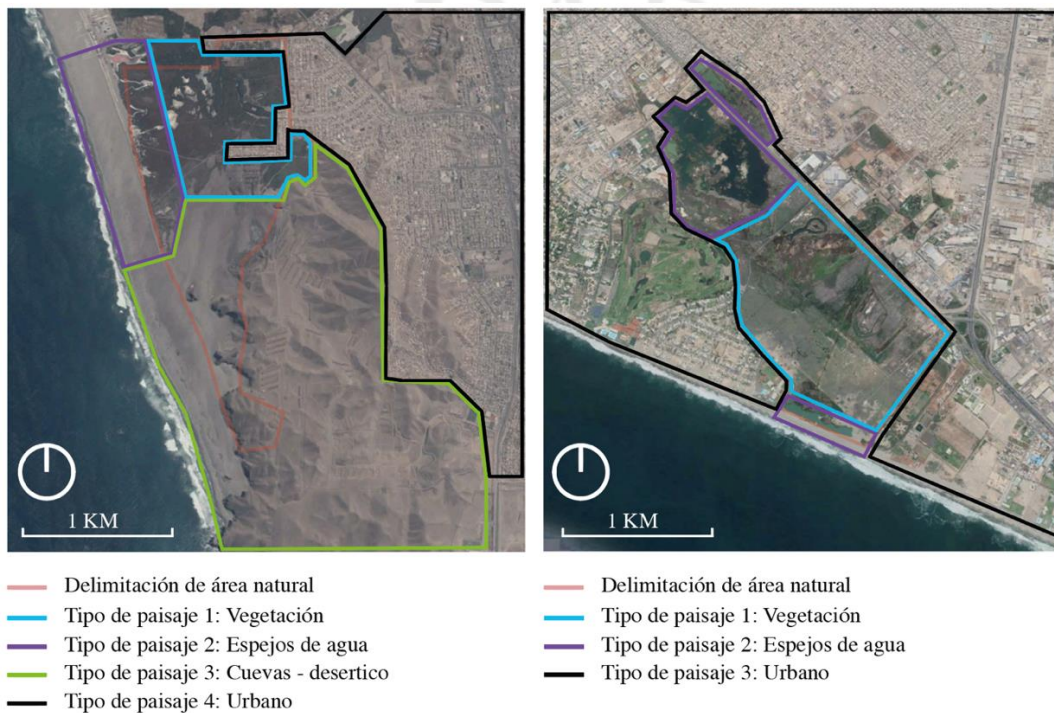 1 KM
1 KM
Delimitación de área natural
Tipo de paisaje 1: Vegetación
Tipo de paisaje 2: Espejos de agua
Tipo de paisaje 3: Cuevas - desertico
Tipo de paisaje 4: Urbano
Delimitación de área natural
Tipo de paisaje 1: Vegetación
Tipo de paisaje 2: Espejos de agua
Tipo de paisaje 3: Urbano